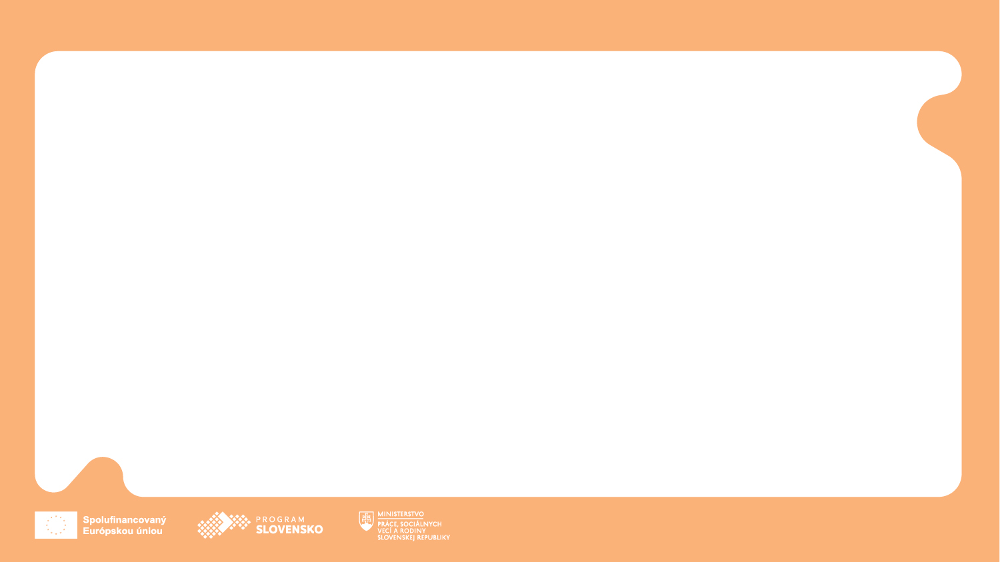 Spolufinancovaný
Európskou úniou
PROGRAM
SLOVENSKO
MINISTERSTVO
PRÁCE, SOCIÁLNYCH
VECÍ A RODINY
SLOVENSKEJ REPUBLIKY